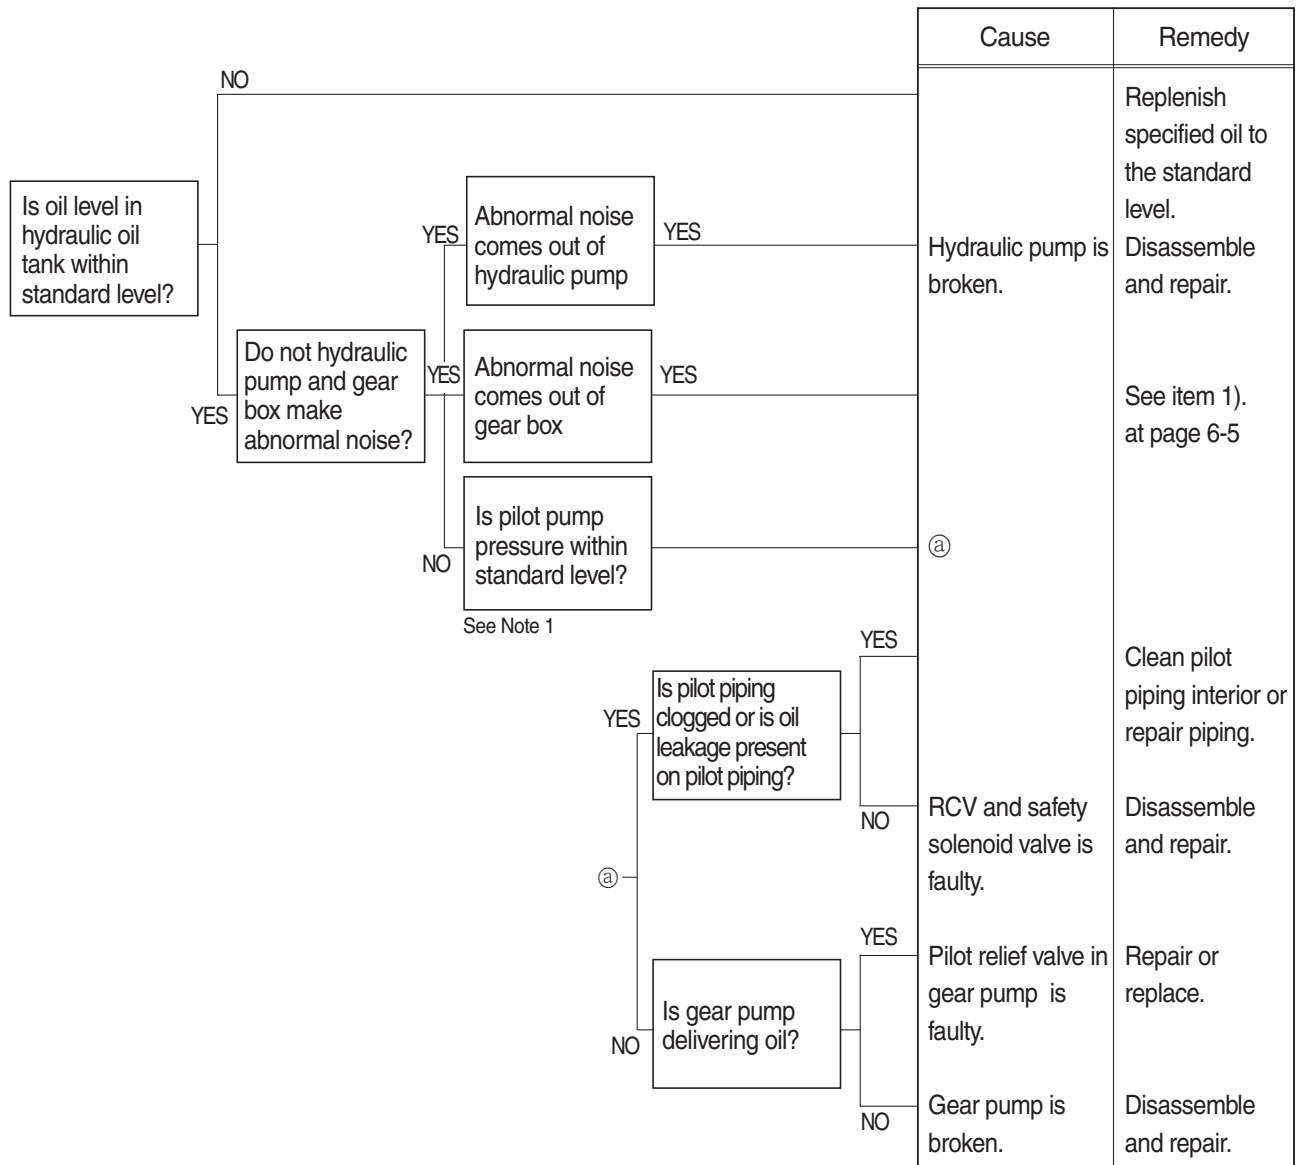 Cause
Remedy
NO
Replenish
specified oil to
the standard
level.
Is oil level in
hydraulic oil
tank within
standard level?
YES
Abnormal noise
comes out of
hydraulic pump
YES
Hydraulic pump is
broken.
Disassemble
and repair.
YES
Do not hydraulic
pump and gear
box make
abnormal noise?
YES
Abnormal noise
comes out of
gear box
YES
See item 1).
at page 6-5
NO
Is pilot pump
pressure within
standard level?
ⓐ
See Note 1
ⓐ
YES
Is pilot piping
clogged or is oil
leakage present
on pilot piping?
YES
Clean pilot
piping interior or
repair piping.
NO
RCV and safety
solenoid valve is
faulty.
Disassemble
and repair.
NO
Is gear pump
delivering oil?
YES
Pilot relief valve in
gear pump is
faulty.
Repair or
replace.
NO
Gear pump is
broken.
Disassemble
and repair.